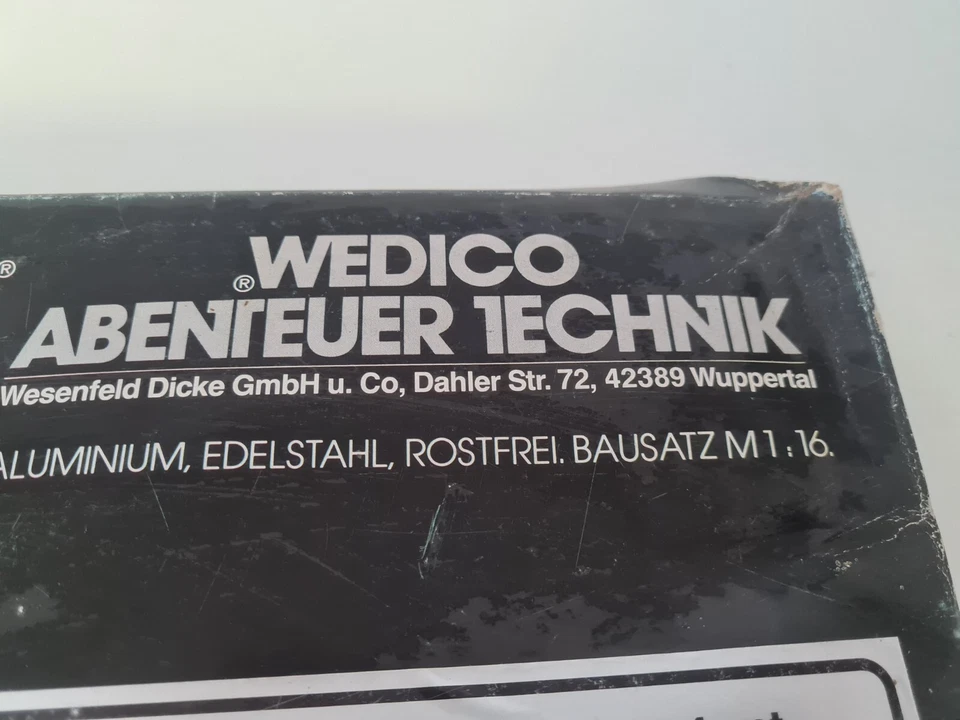 ®
WEDICO
®
ABENTEUER TECHNIK
Wesenfeld Dicke GmbH u. Co, Dahler Str. 72, 42389 Wuppertal
ALUMINIUM, EDELSTAHL, ROSTFREI. BAUSATZ M 1:16.